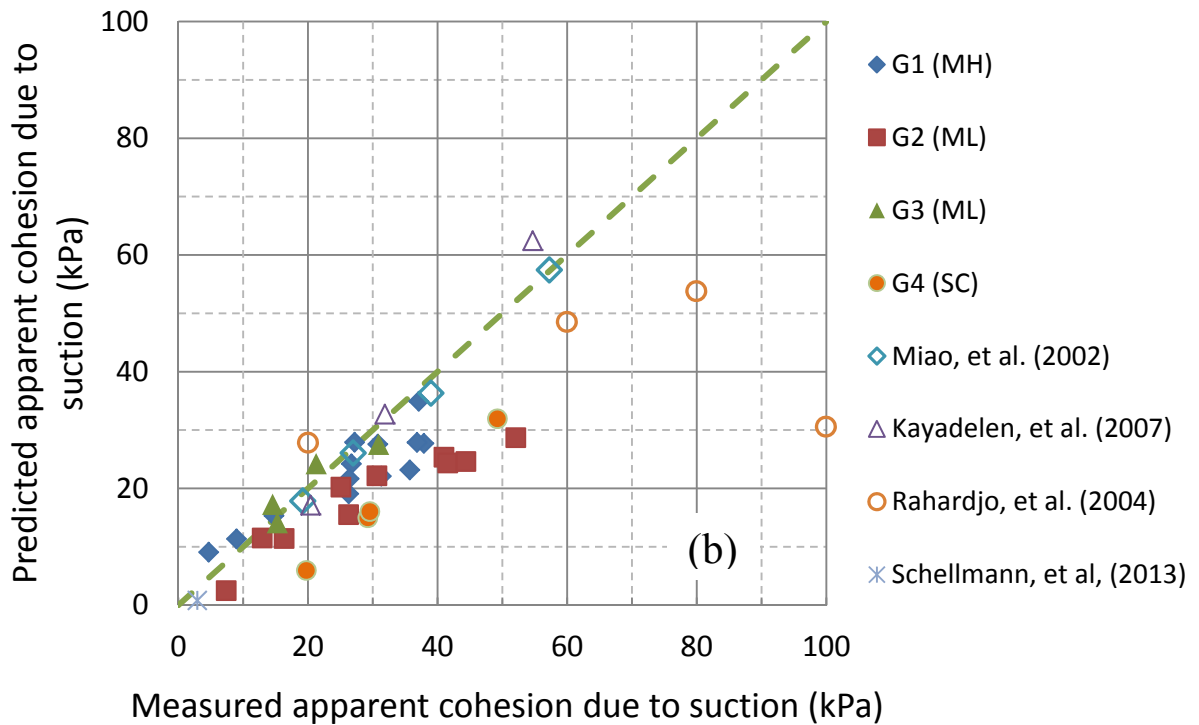 Predicted apparent cohesion due to
suction (kPa)
100
80
60
40
20
0
0 20 40 60 80 100
Measured apparent cohesion due to suction (kPa)
(b)
G1 (MH)
G2 (ML)
G3 (ML)
G4 (SC)
Miao, et al. (2002)
Kayadelen, et al. (2007)
Rahardjo, et al. (2004)
Schellmann, et al, (2013)